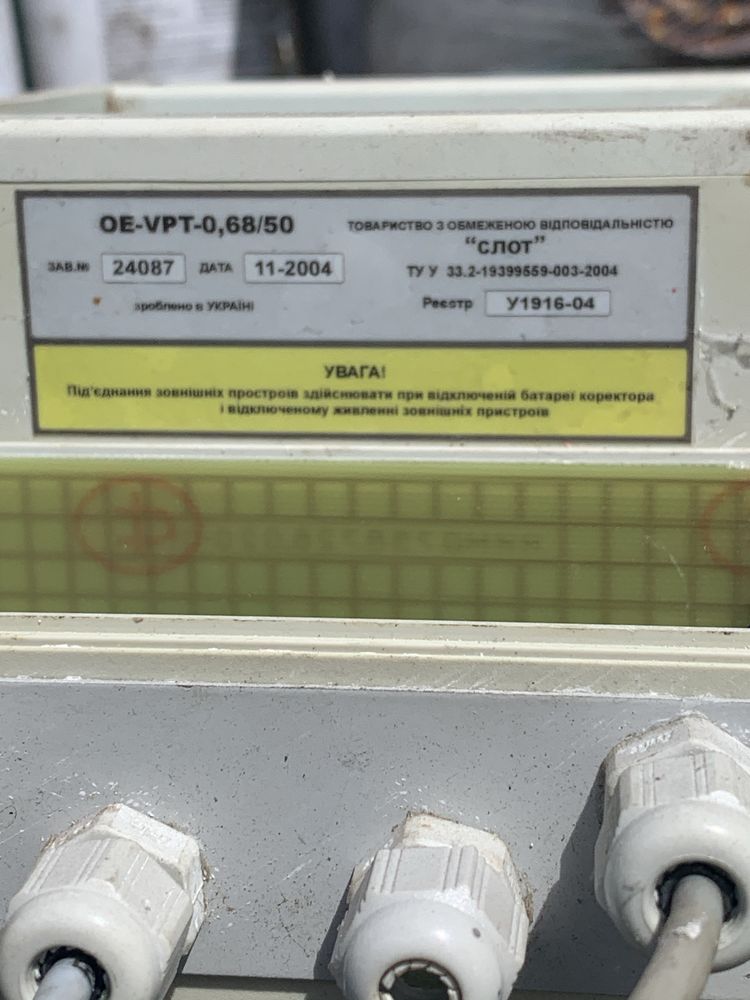 OE-VPT-0,68/50
ЗАВ.№ 24087 ДАТА 11-2004
зроблено в УКРАЇНІ
ТОВАРИСТВО З ОБМЕЖЕНОЮ ВІДПОВІДАЛЬНІСТЮ
“СЛОТ”
ТУ У 33.2-19399559-003-2004
Реєстр У1916-04
УВАГА!
Під'єднання зовнішніх простроїв здійснювати при відключеній батареї коректора
і відключеному живленні зовнішніх пристроїв